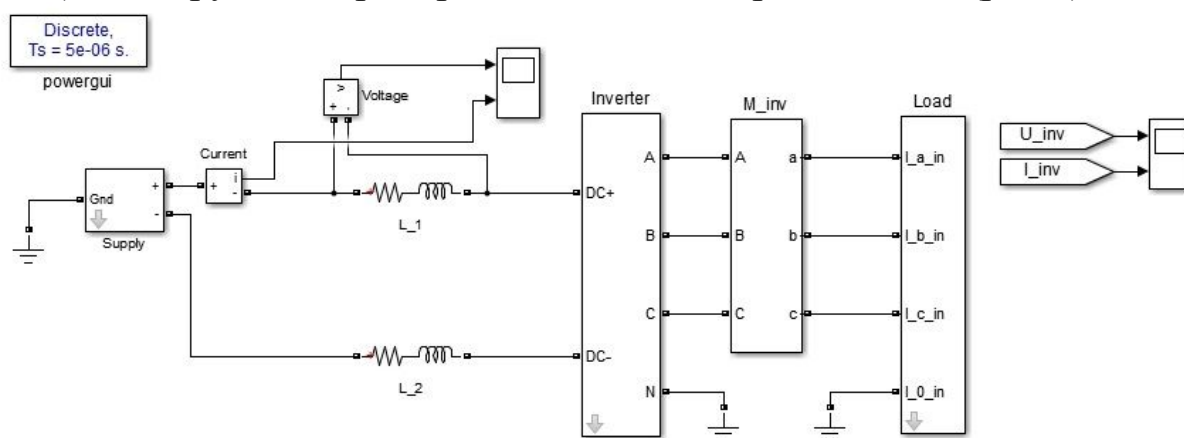 Discrete,
Ts = 5e-06 s.
powergui
v
+ -
Voltage
Current
+
i
-
Gnd
+
-
Supply
L_1
L_2
Inverter
DC+
DC-
A
B
C
N
M_inv
A
B
C
a
b
c
Load
I_a_in
I_b_in
I_c_in
I_0_in
U_inv
I_inv